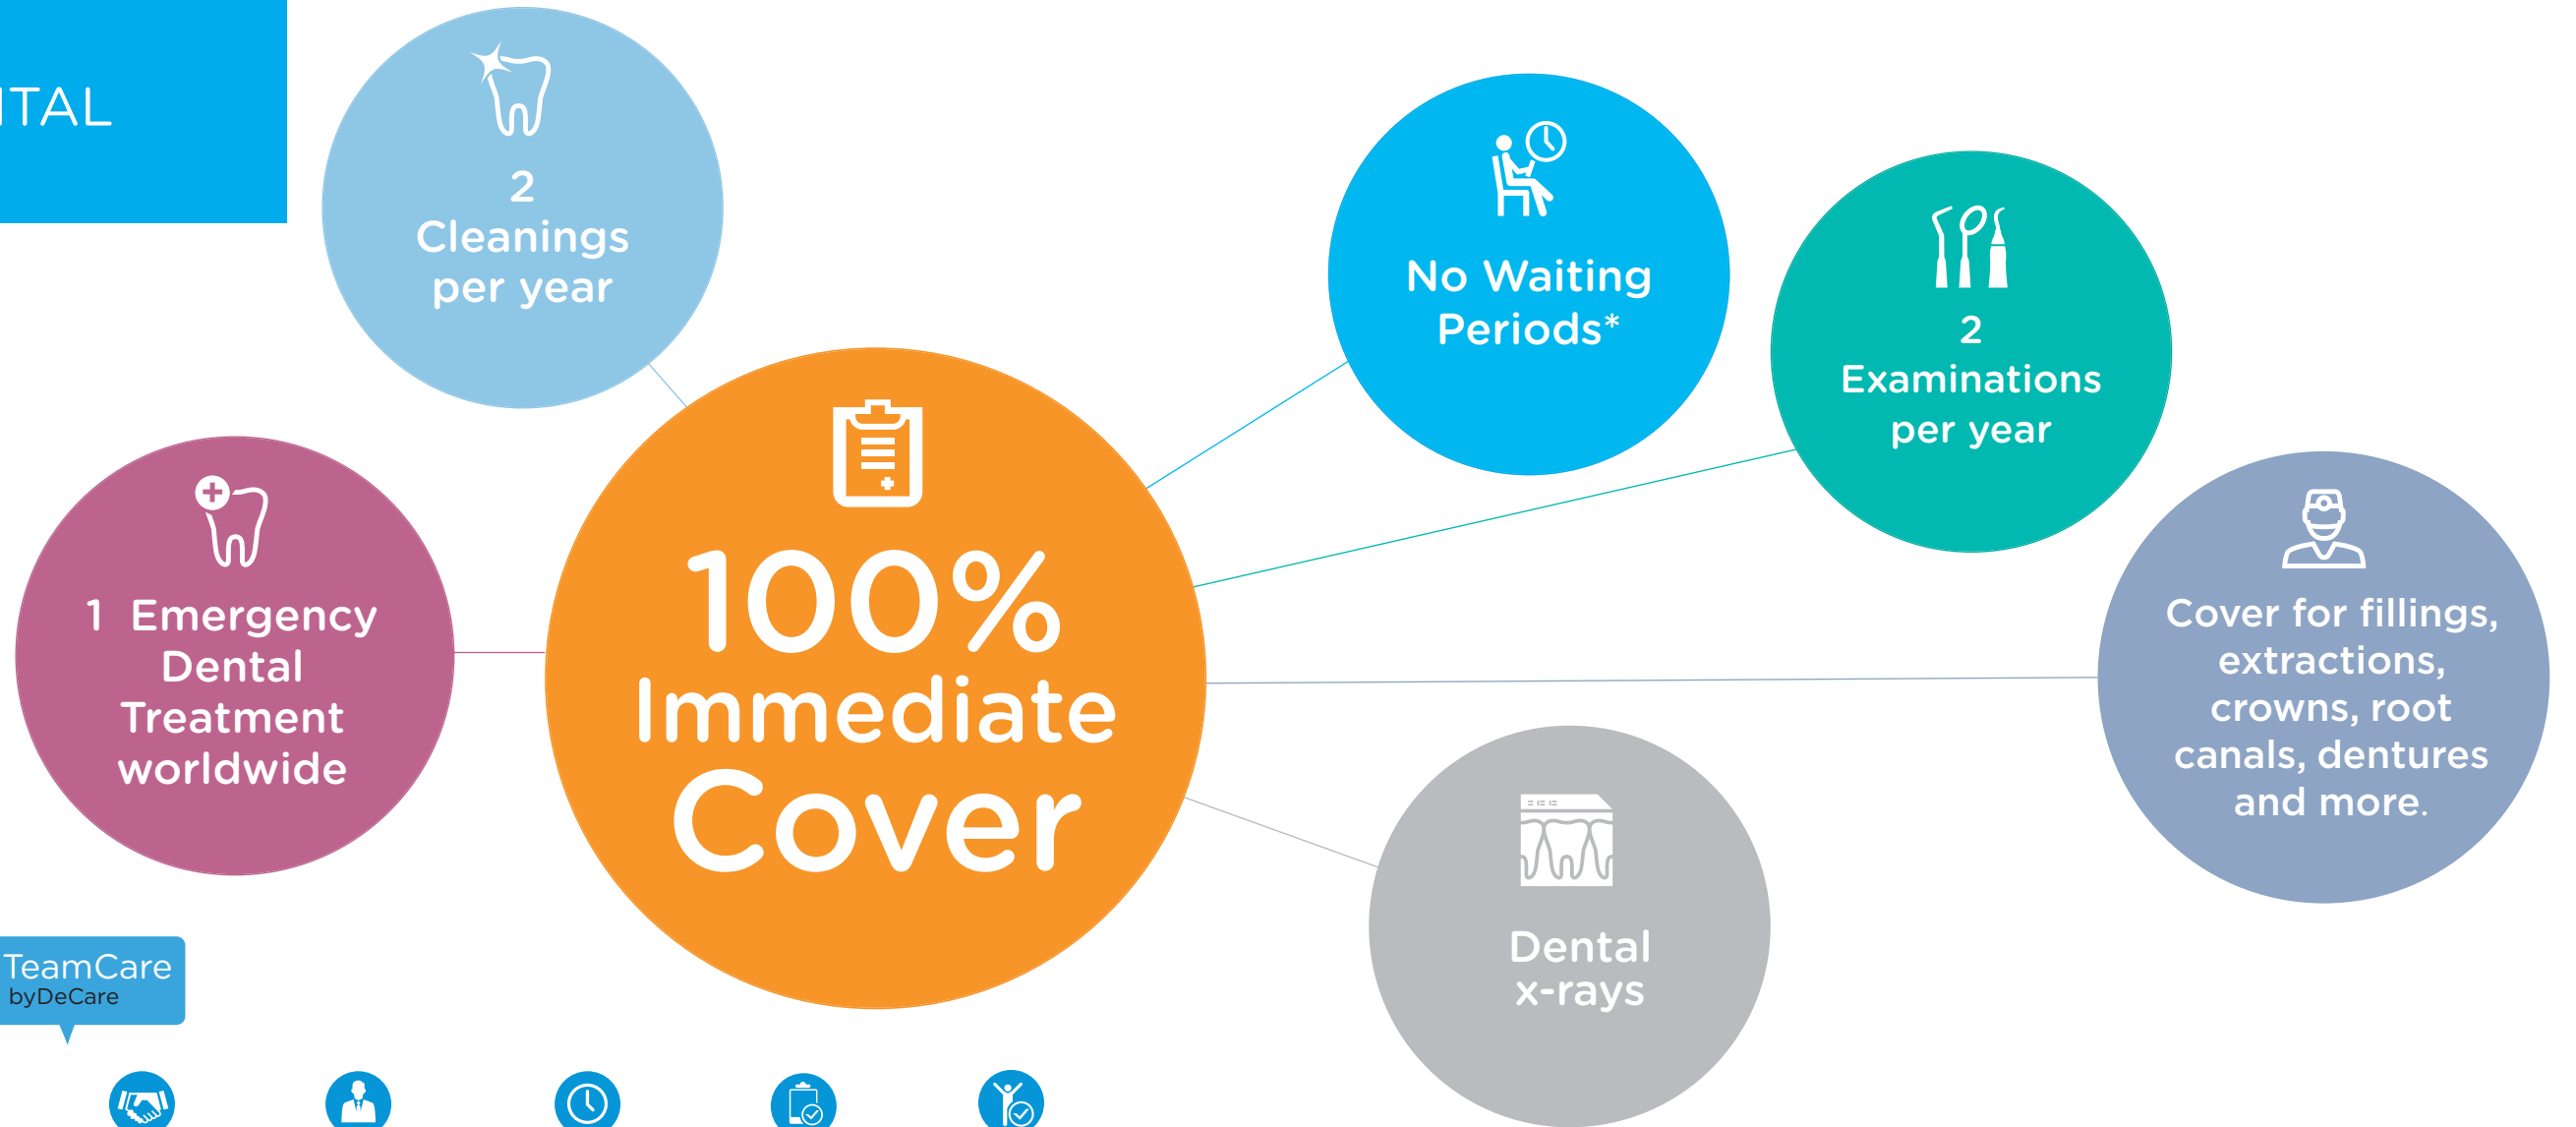 2
Cleanings
per year
No Waiting
Periods*
2
Examinations
per year
1 Emergency
Dental
Treatment
worldwide
100%
Immediate
Cover
Cover for fillings,
extractions,
crowns, root
canals, dentures
and more.
Dental
x-rays
TeamCare
byDeCare